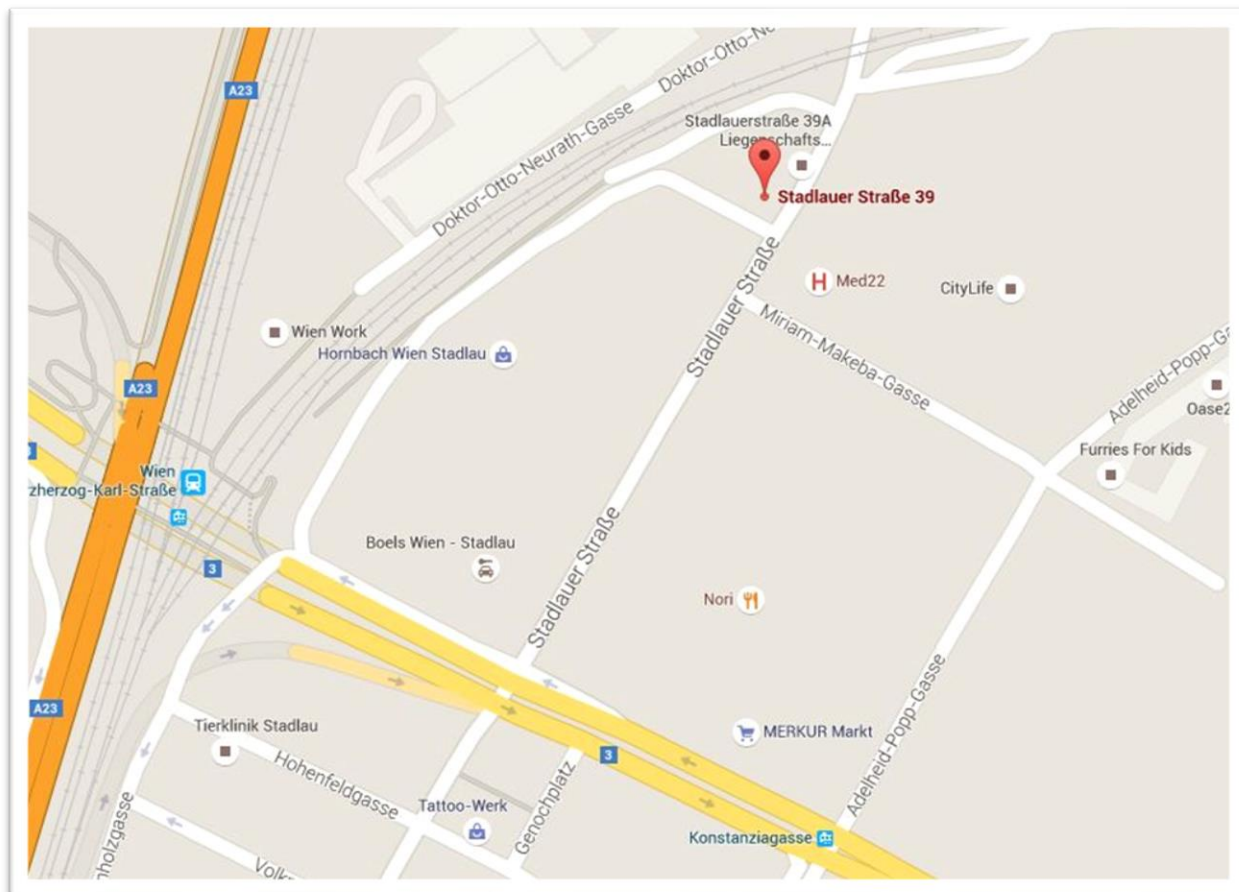 Doktor-Otto-Ne
A23
Doktor-Otto-Neurath-Gasse
Stadlauerstraße 39A
Liegenschafts...
Stadlauer Straße 39
Stadlauer Straße
Med22
CityLife
Wien Work
Hornbach Wien Stadlau
Miriam-Makeba-Gasse
Adelheid-Popp-Ga
A23
Oase2
Furries For Kids
Wien
zherzog-Karl-Straße
Boels Wien - Stadlau
Stadlauer Straße
3
Nori
A23
Tierklinik Stadlau
MERKUR Markt
3
Hohenfeldgasse
Adelheid-Popp-Gasse
Genochplatz
Tattoo-Werk
Konstanziagasse
nholzgasse
Volk